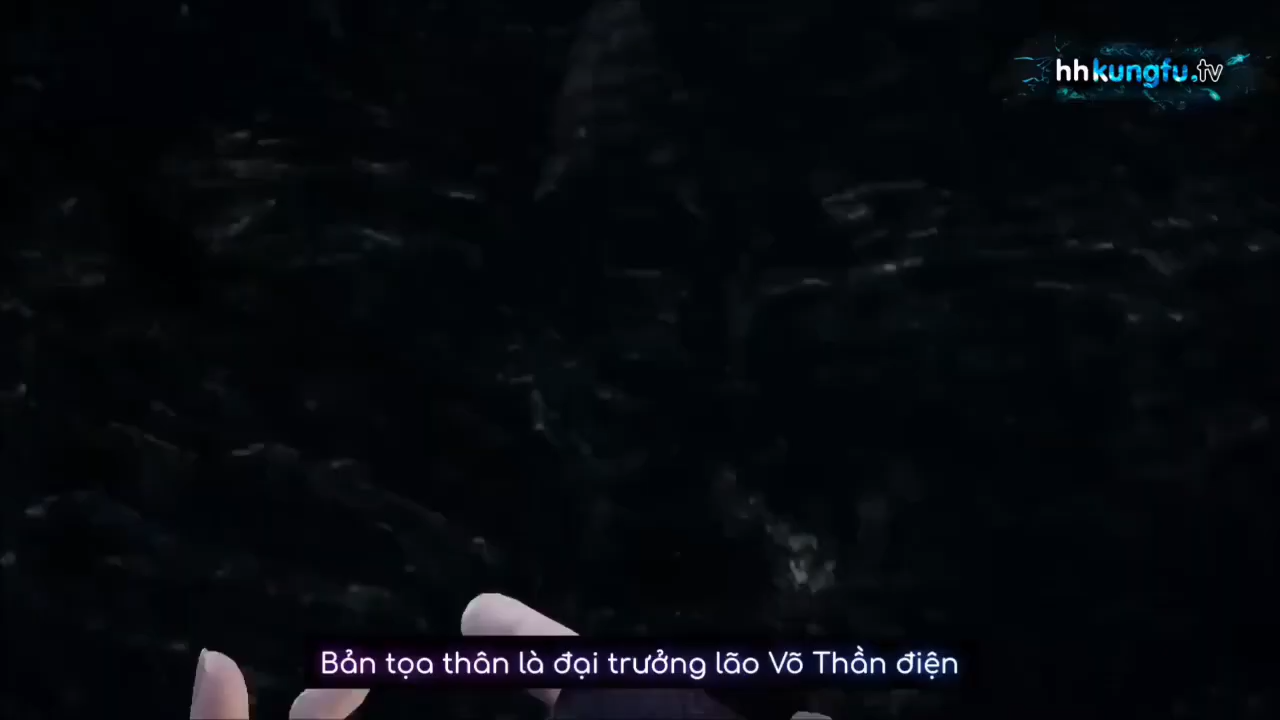 hhkungfu.tv
Bản tọa thân là đại trưởng lão Võ Thần điện